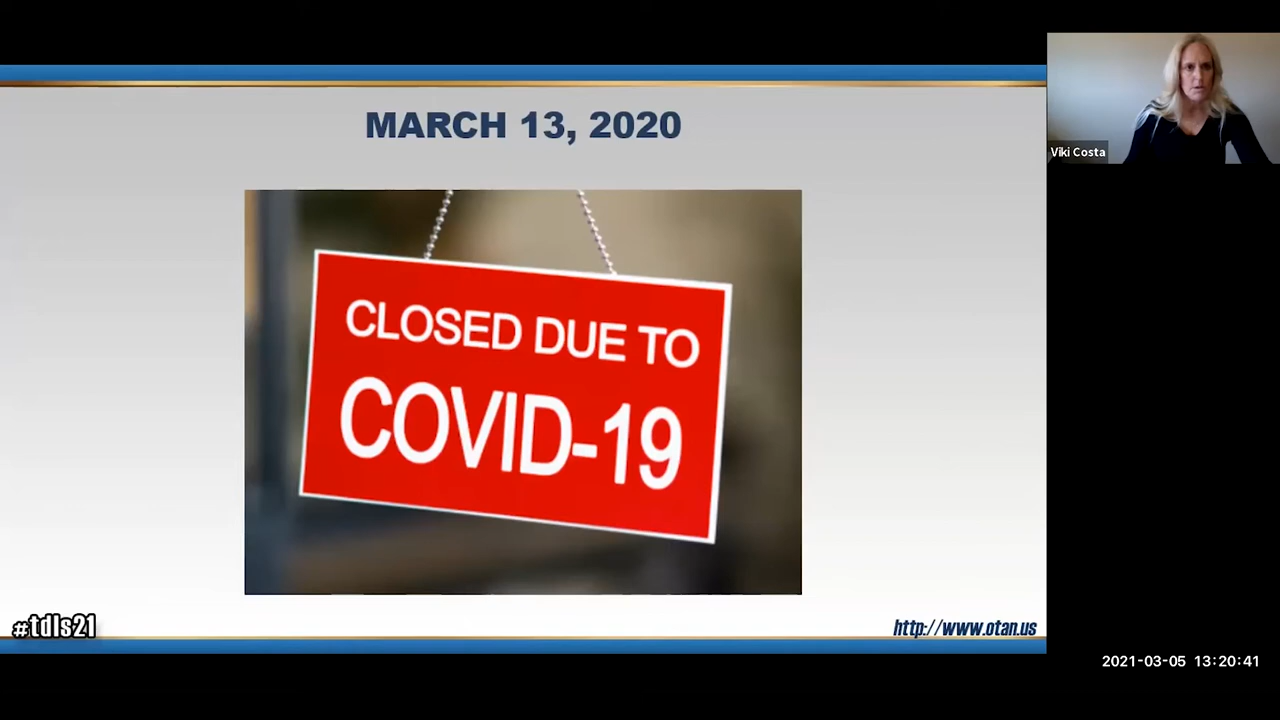 MARCH 13, 2020
CLOSED DUE TO
COVID-19
#tdls21
http://www.otan.us
Viki Costa
2021-03-05 13:20:41